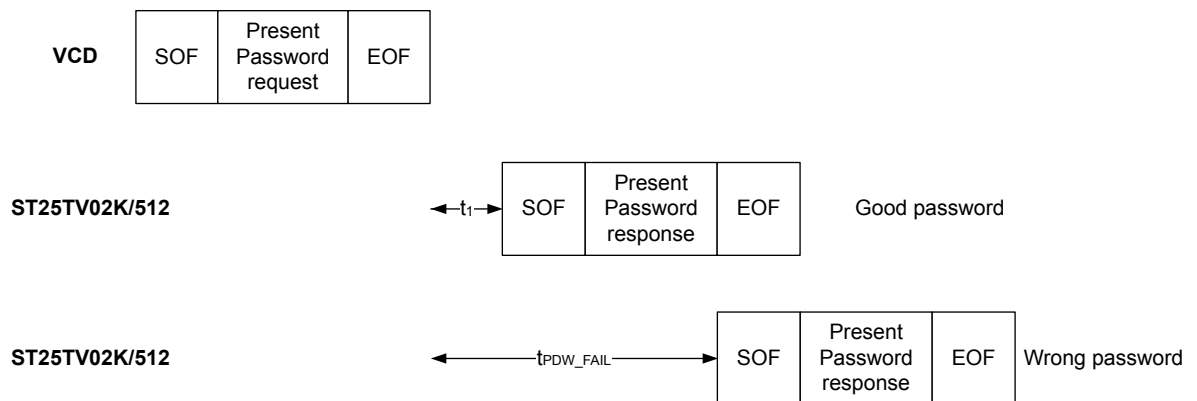 VCD
SOF
Present
Password
request
EOF
ST25TV02K/512
t1
SOF
Present
Password
response
EOF
Good password
ST25TV02K/512
tPDW_FAIL
SOF
Present
Password
response
EOF
Wrong password